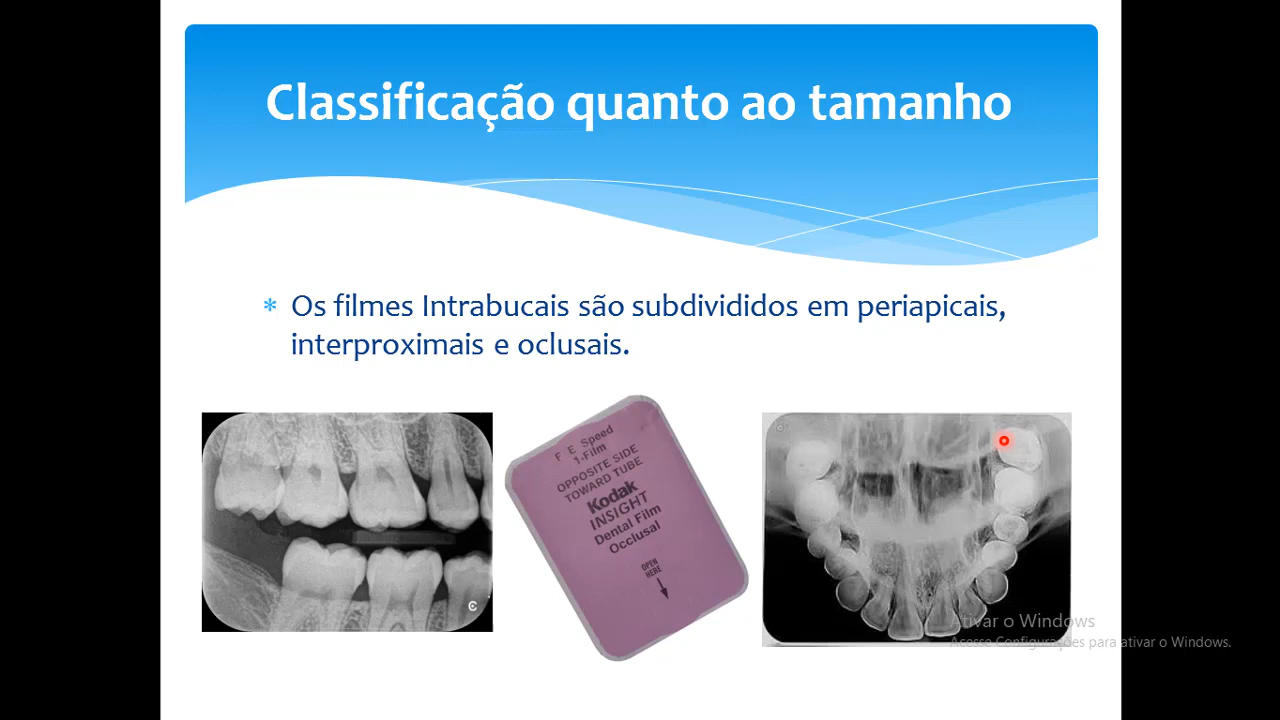 Classificação quanto ao tamanho
* Os filmes Intrabucais são subdivididos em periapicais,
interproximais e oclusais.
F E Speed
1-Film
OPPOSITE SIDE
TOWARD TUBE
Kodak
INSIGHT
Dental Film
Occlusal
OPEN
HERE
C
Ativar o Windows
Acesse Configurações para ativar o Windows.